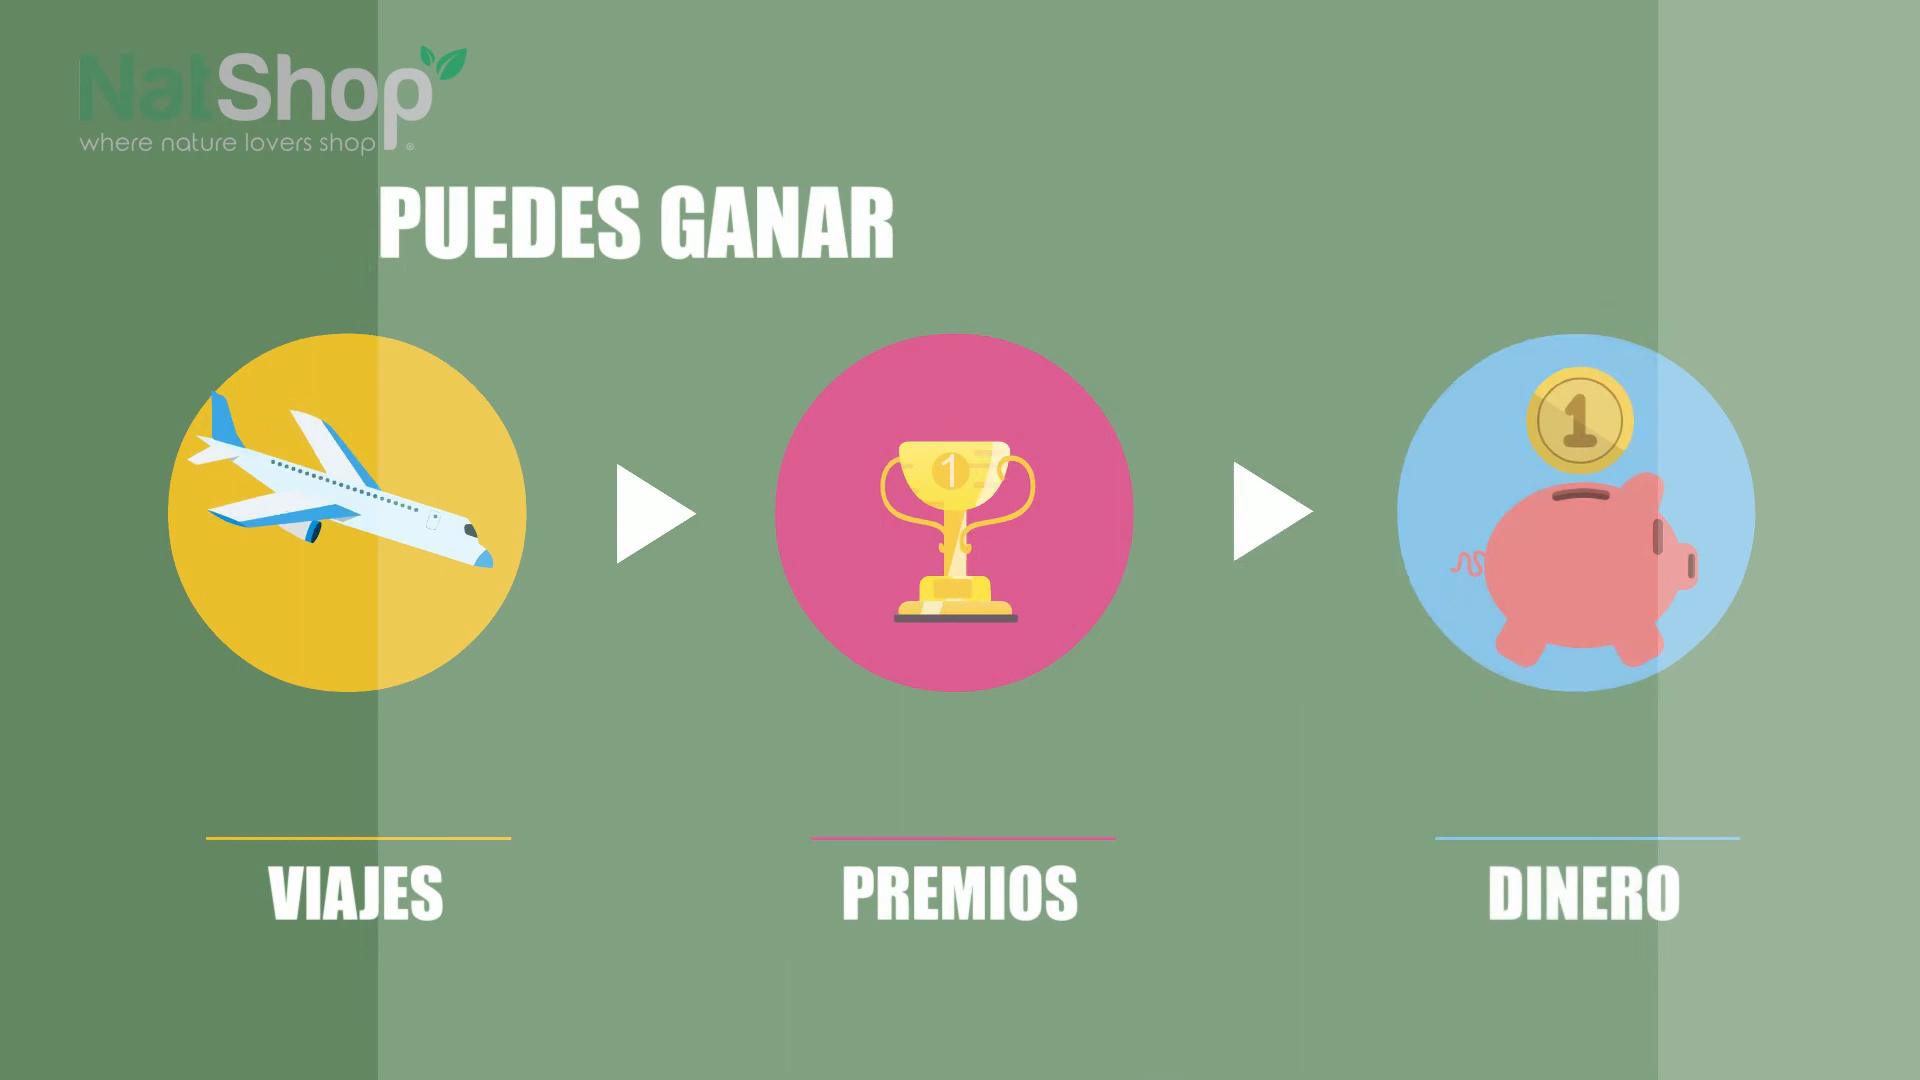 NatShop
where nature lovers shop
PUEDES GANAR
1
1
VIAJES
PREMIOS
DINERO